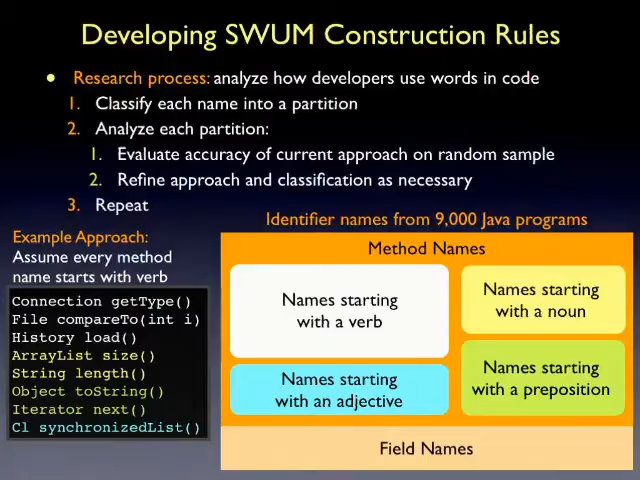 Developing SWUM Construction Rules
• Research process: analyze how developers use words in code
1. Classify each name into a partition
2. Analyze each partition:
1. Evaluate accuracy of current approach on random sample
2. Refine approach and classification as necessary
3. Repeat
Example Approach:
Assume every method
name starts with verb
Connection getType()
File compareTo(int i)
History load()
ArrayList size()
String length()
Object toString()
Iterator next()
Cl synchronizedList()
Identifier names from 9,000 Java programs
Method Names
Names starting
with a verb
Names starting
with a noun
Names starting
with an adjective
Names starting
with a preposition
Field Names